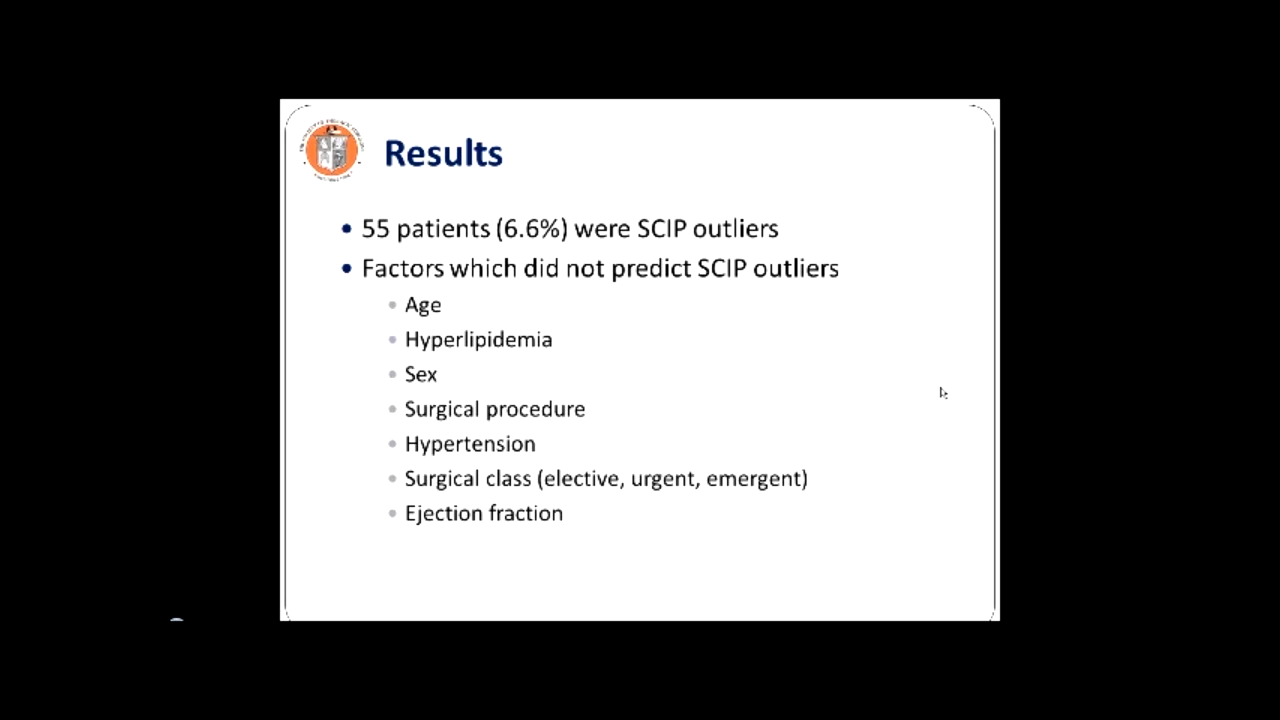 Results
• 55 patients (6.6%) were SCIP outliers
• Factors which did not predict SCIP outliers
• Age
• Hyperlipidemia
• Sex
• Surgical procedure
• Hypertension
• Surgical class (elective, urgent, emergent)
• Ejection fraction